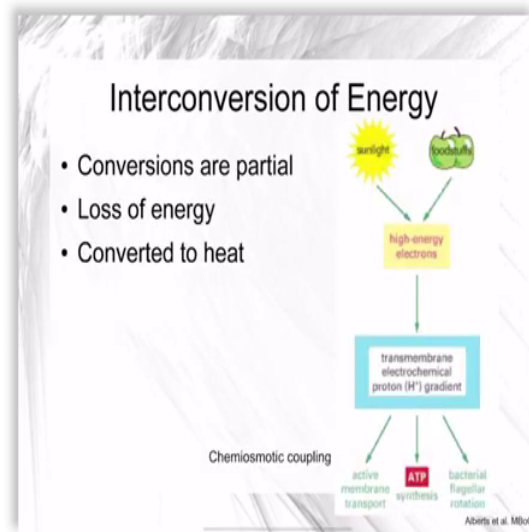 Interconversion of Energy
• Conversions are partial
• Loss of energy
• Converted to heat
sunlight
foodstuffs
high-energy
electrons
transmembrane
electrochemical
proton (H⁺) gradient
Chemiosmotic coupling
active
membrane
transport
ATP
synthesis
bacterial
flagellar
rotation
Alberts et al.